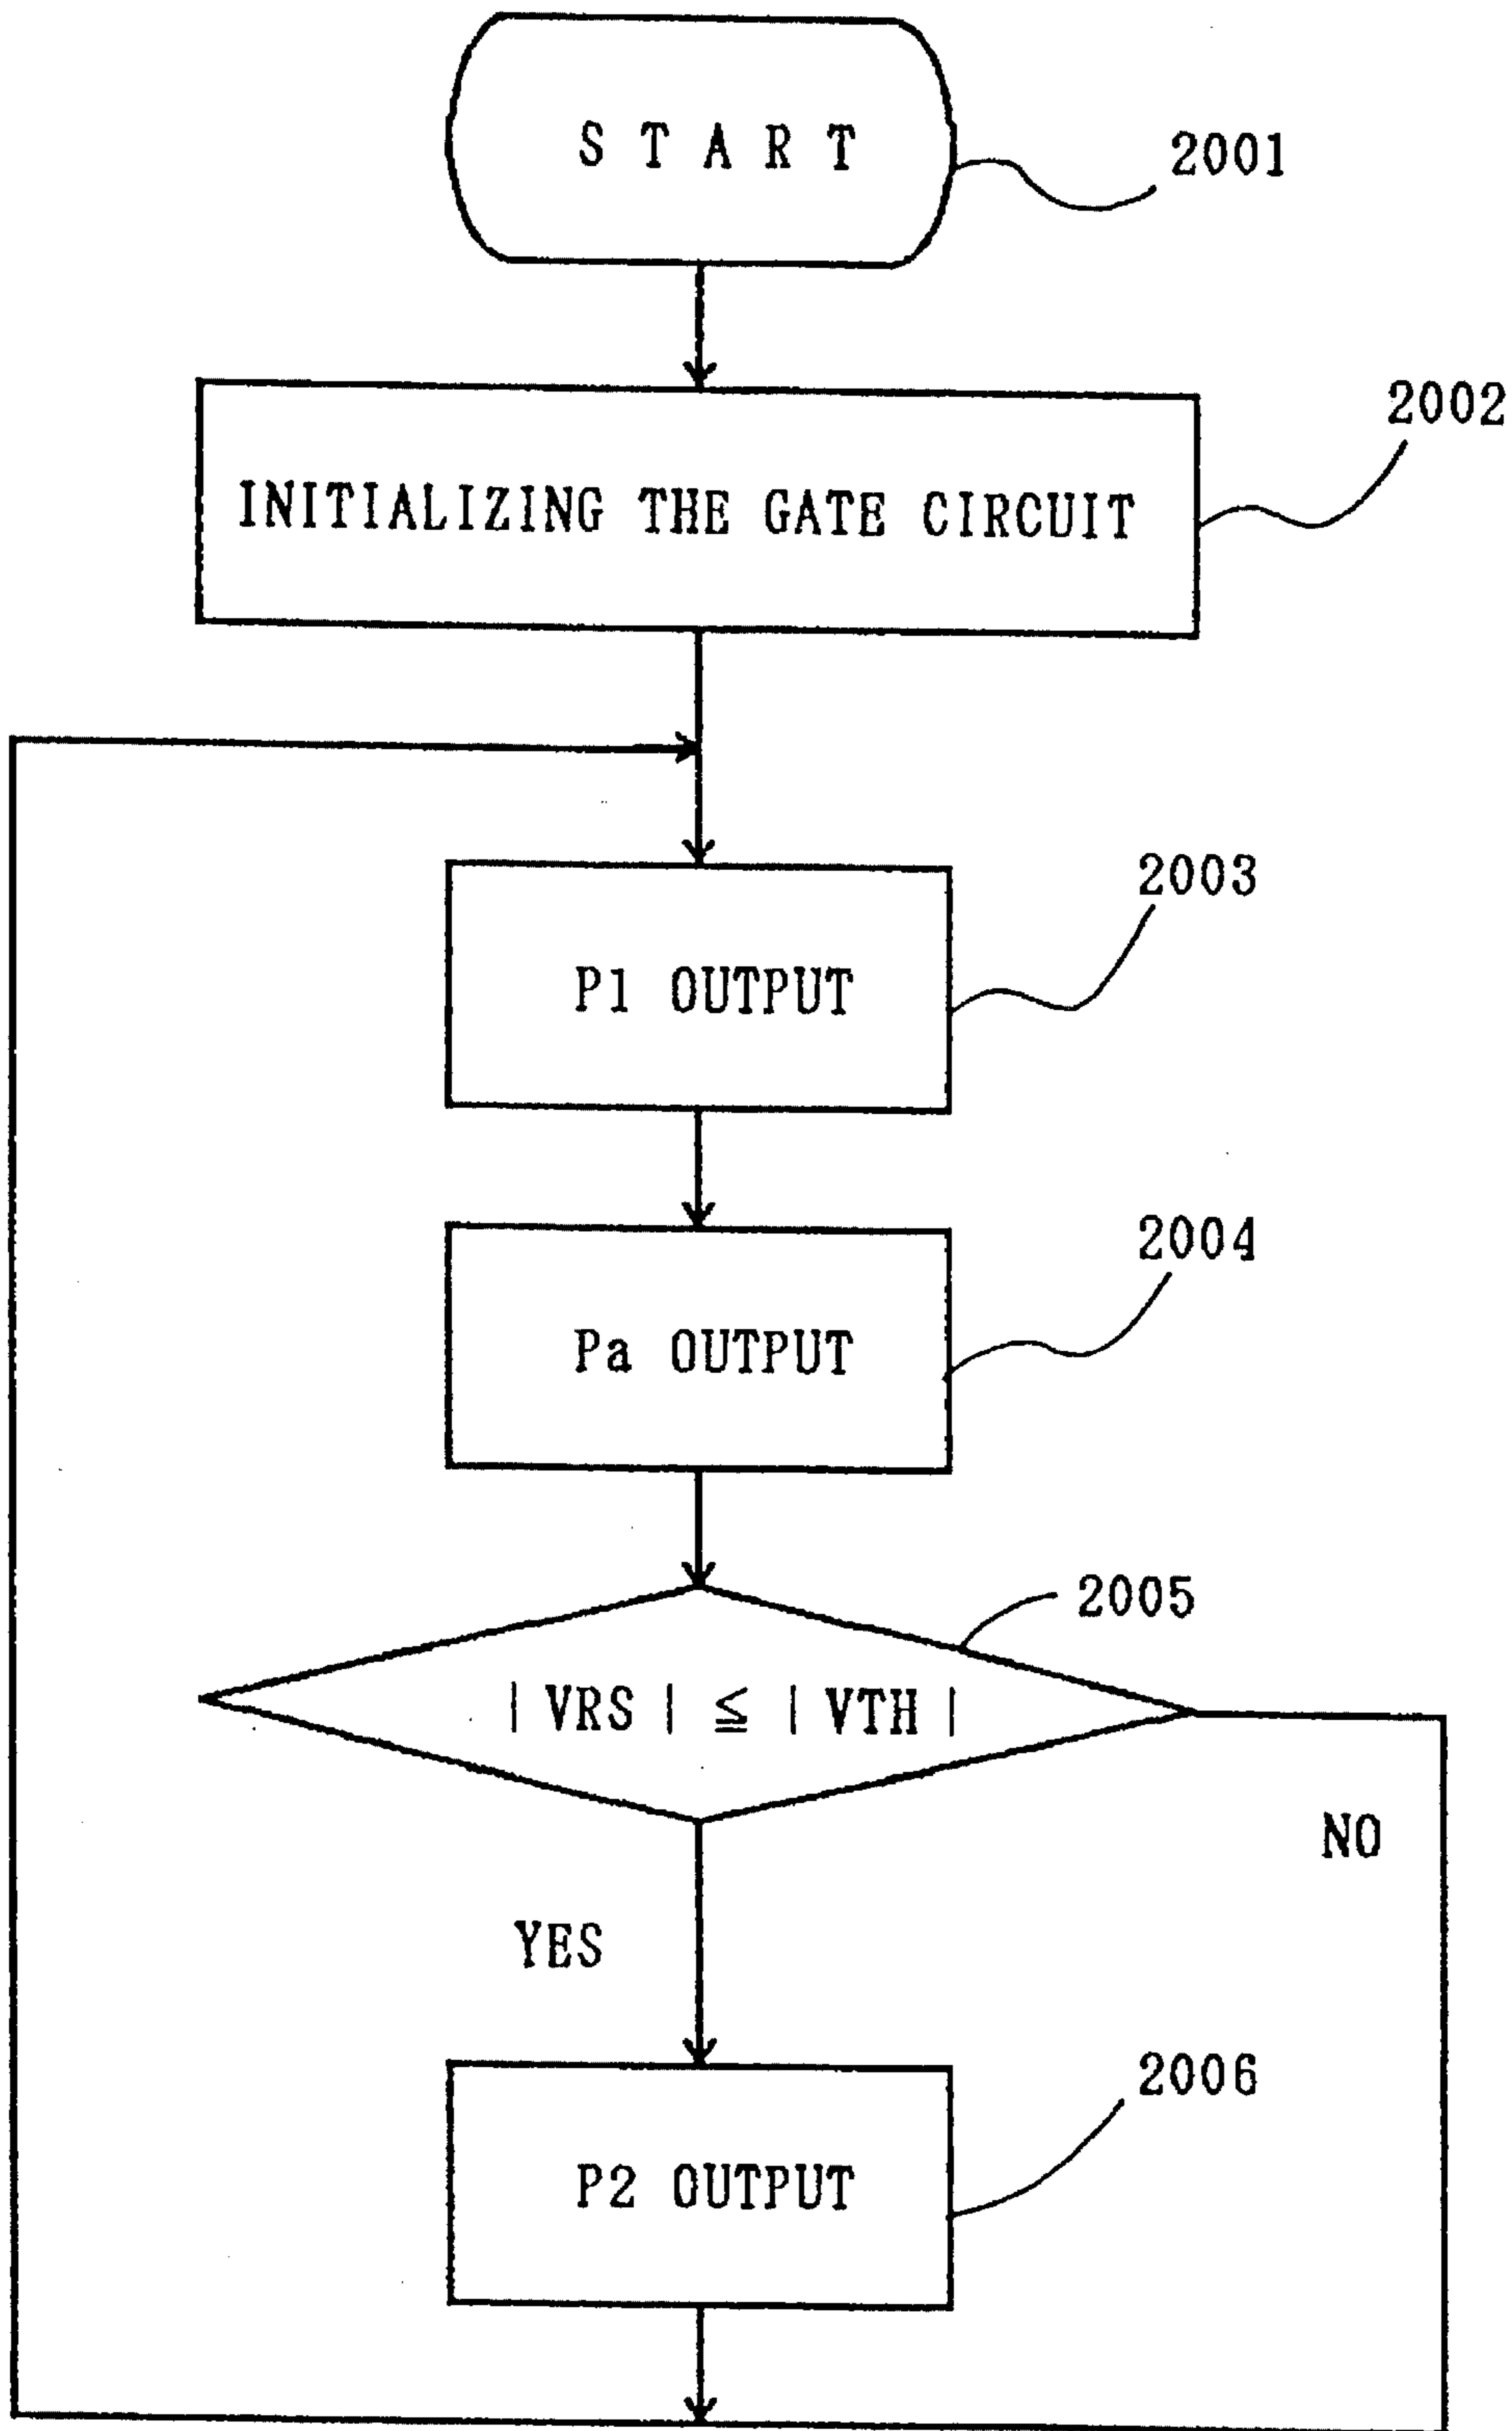 START
2001
2002
INITIALIZING THE GATE CIRCUIT
2003
P1 OUTPUT
2004
Pa OUTPUT
2005
| VRS | ≦ | VTH |
NO
YES
2006
P2 OUTPUT